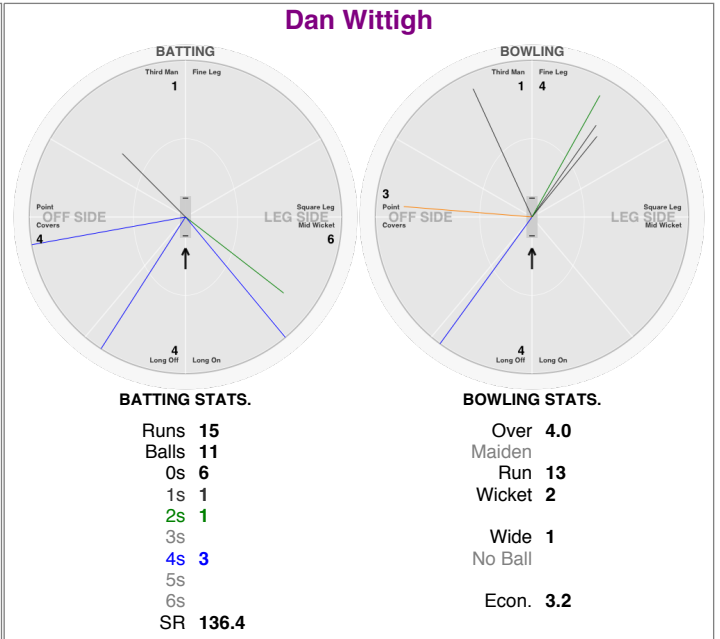 Dan Wittigh
BATTING
Third Man Fine Leg
1
Point
OFF SIDE
Covers
4
Square Leg
LEG SIDE
Mid Wicket
6
4
Long Off Long On
BOWLING
Third Man Fine Leg
1 4
3
Point
OFF SIDE
Covers
Square Leg
LEG SIDE
Mid Wicket
4
Long Off Long On
BATTING STATS.
Runs 15
Balls 11
0s 6
1s 1
2s 1
3s
4s 3
5s
6s
SR 136.4
BOWLING STATS.
Over 4.0
Maiden
Run 13
Wicket 2
Wide 1
No Ball
Econ. 3.2